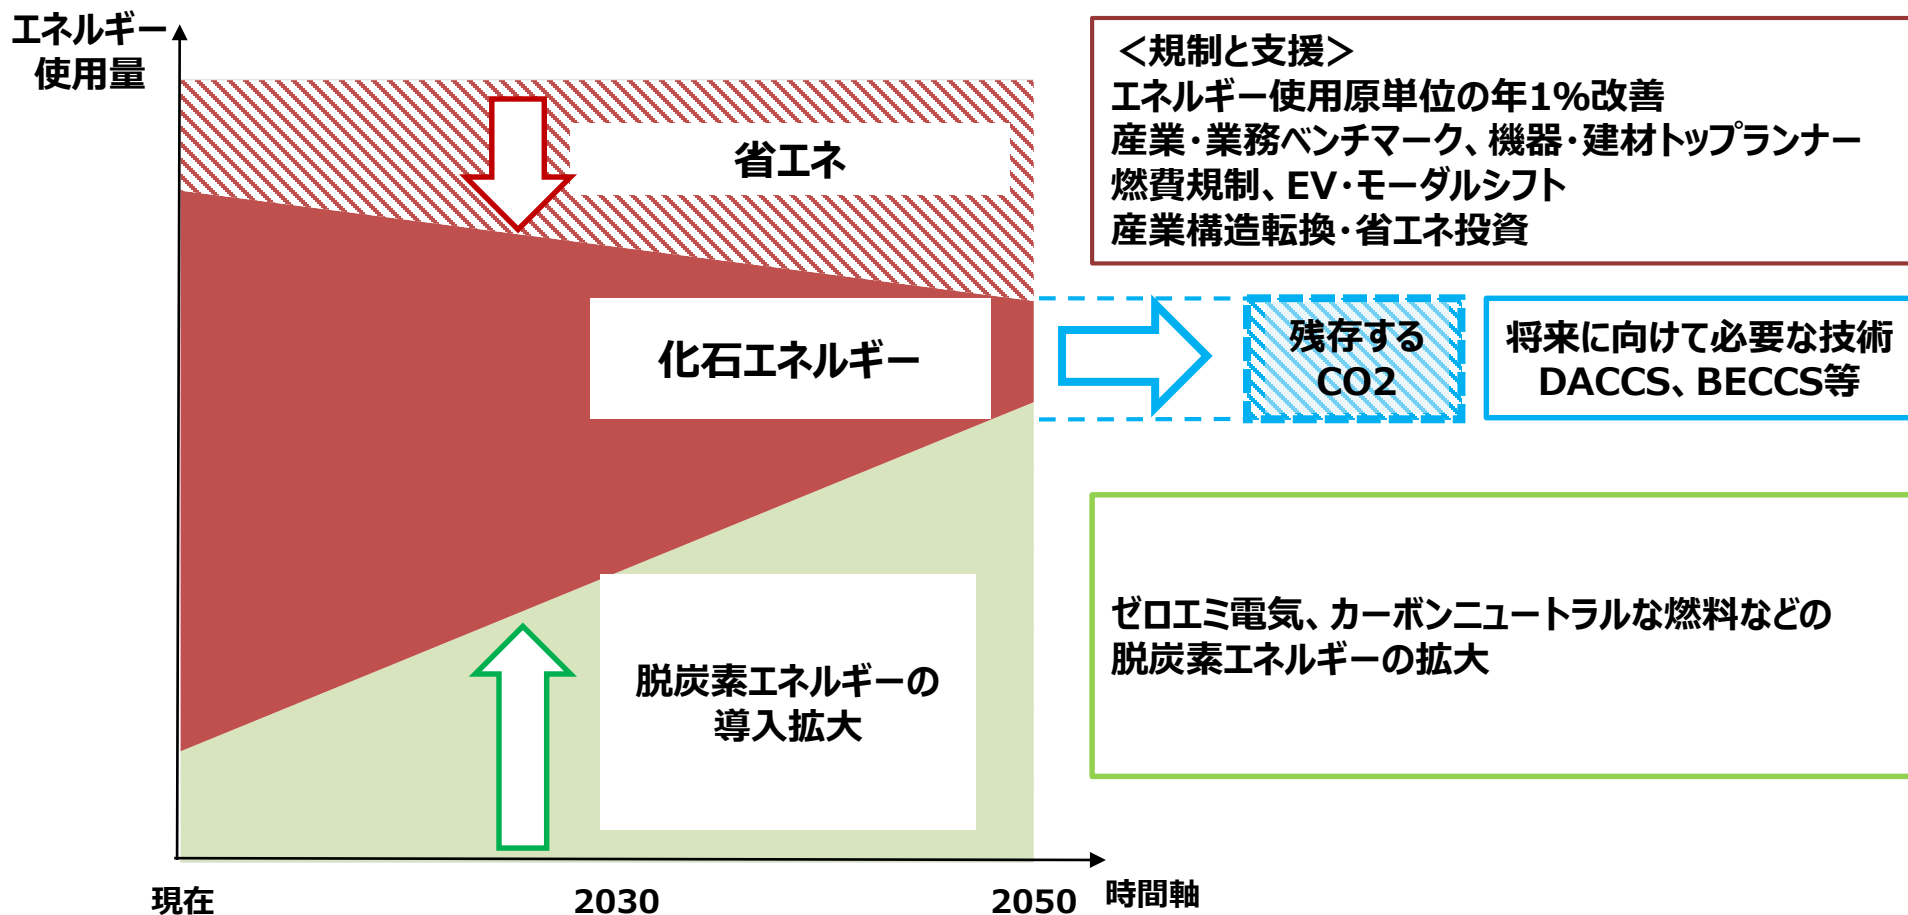 エネルギー
使用量
省エネ
化石エネルギー
脱炭素エネルギーの
導入拡大
現在
2030
2050
時間軸
＜規制と支援＞
エネルギー使用原単位の年1%改善
産業・業務ベンチマーク、機器・建材トップランナー
燃費規制、EV・モーダルシフト
産業構造転換・省エネ投資
残存する
CO2
将来に向けて必要な技術
DACCS、BECCS等
ゼロエミ電気、カーボンニュートラルな燃料などの
脱炭素エネルギーの拡大